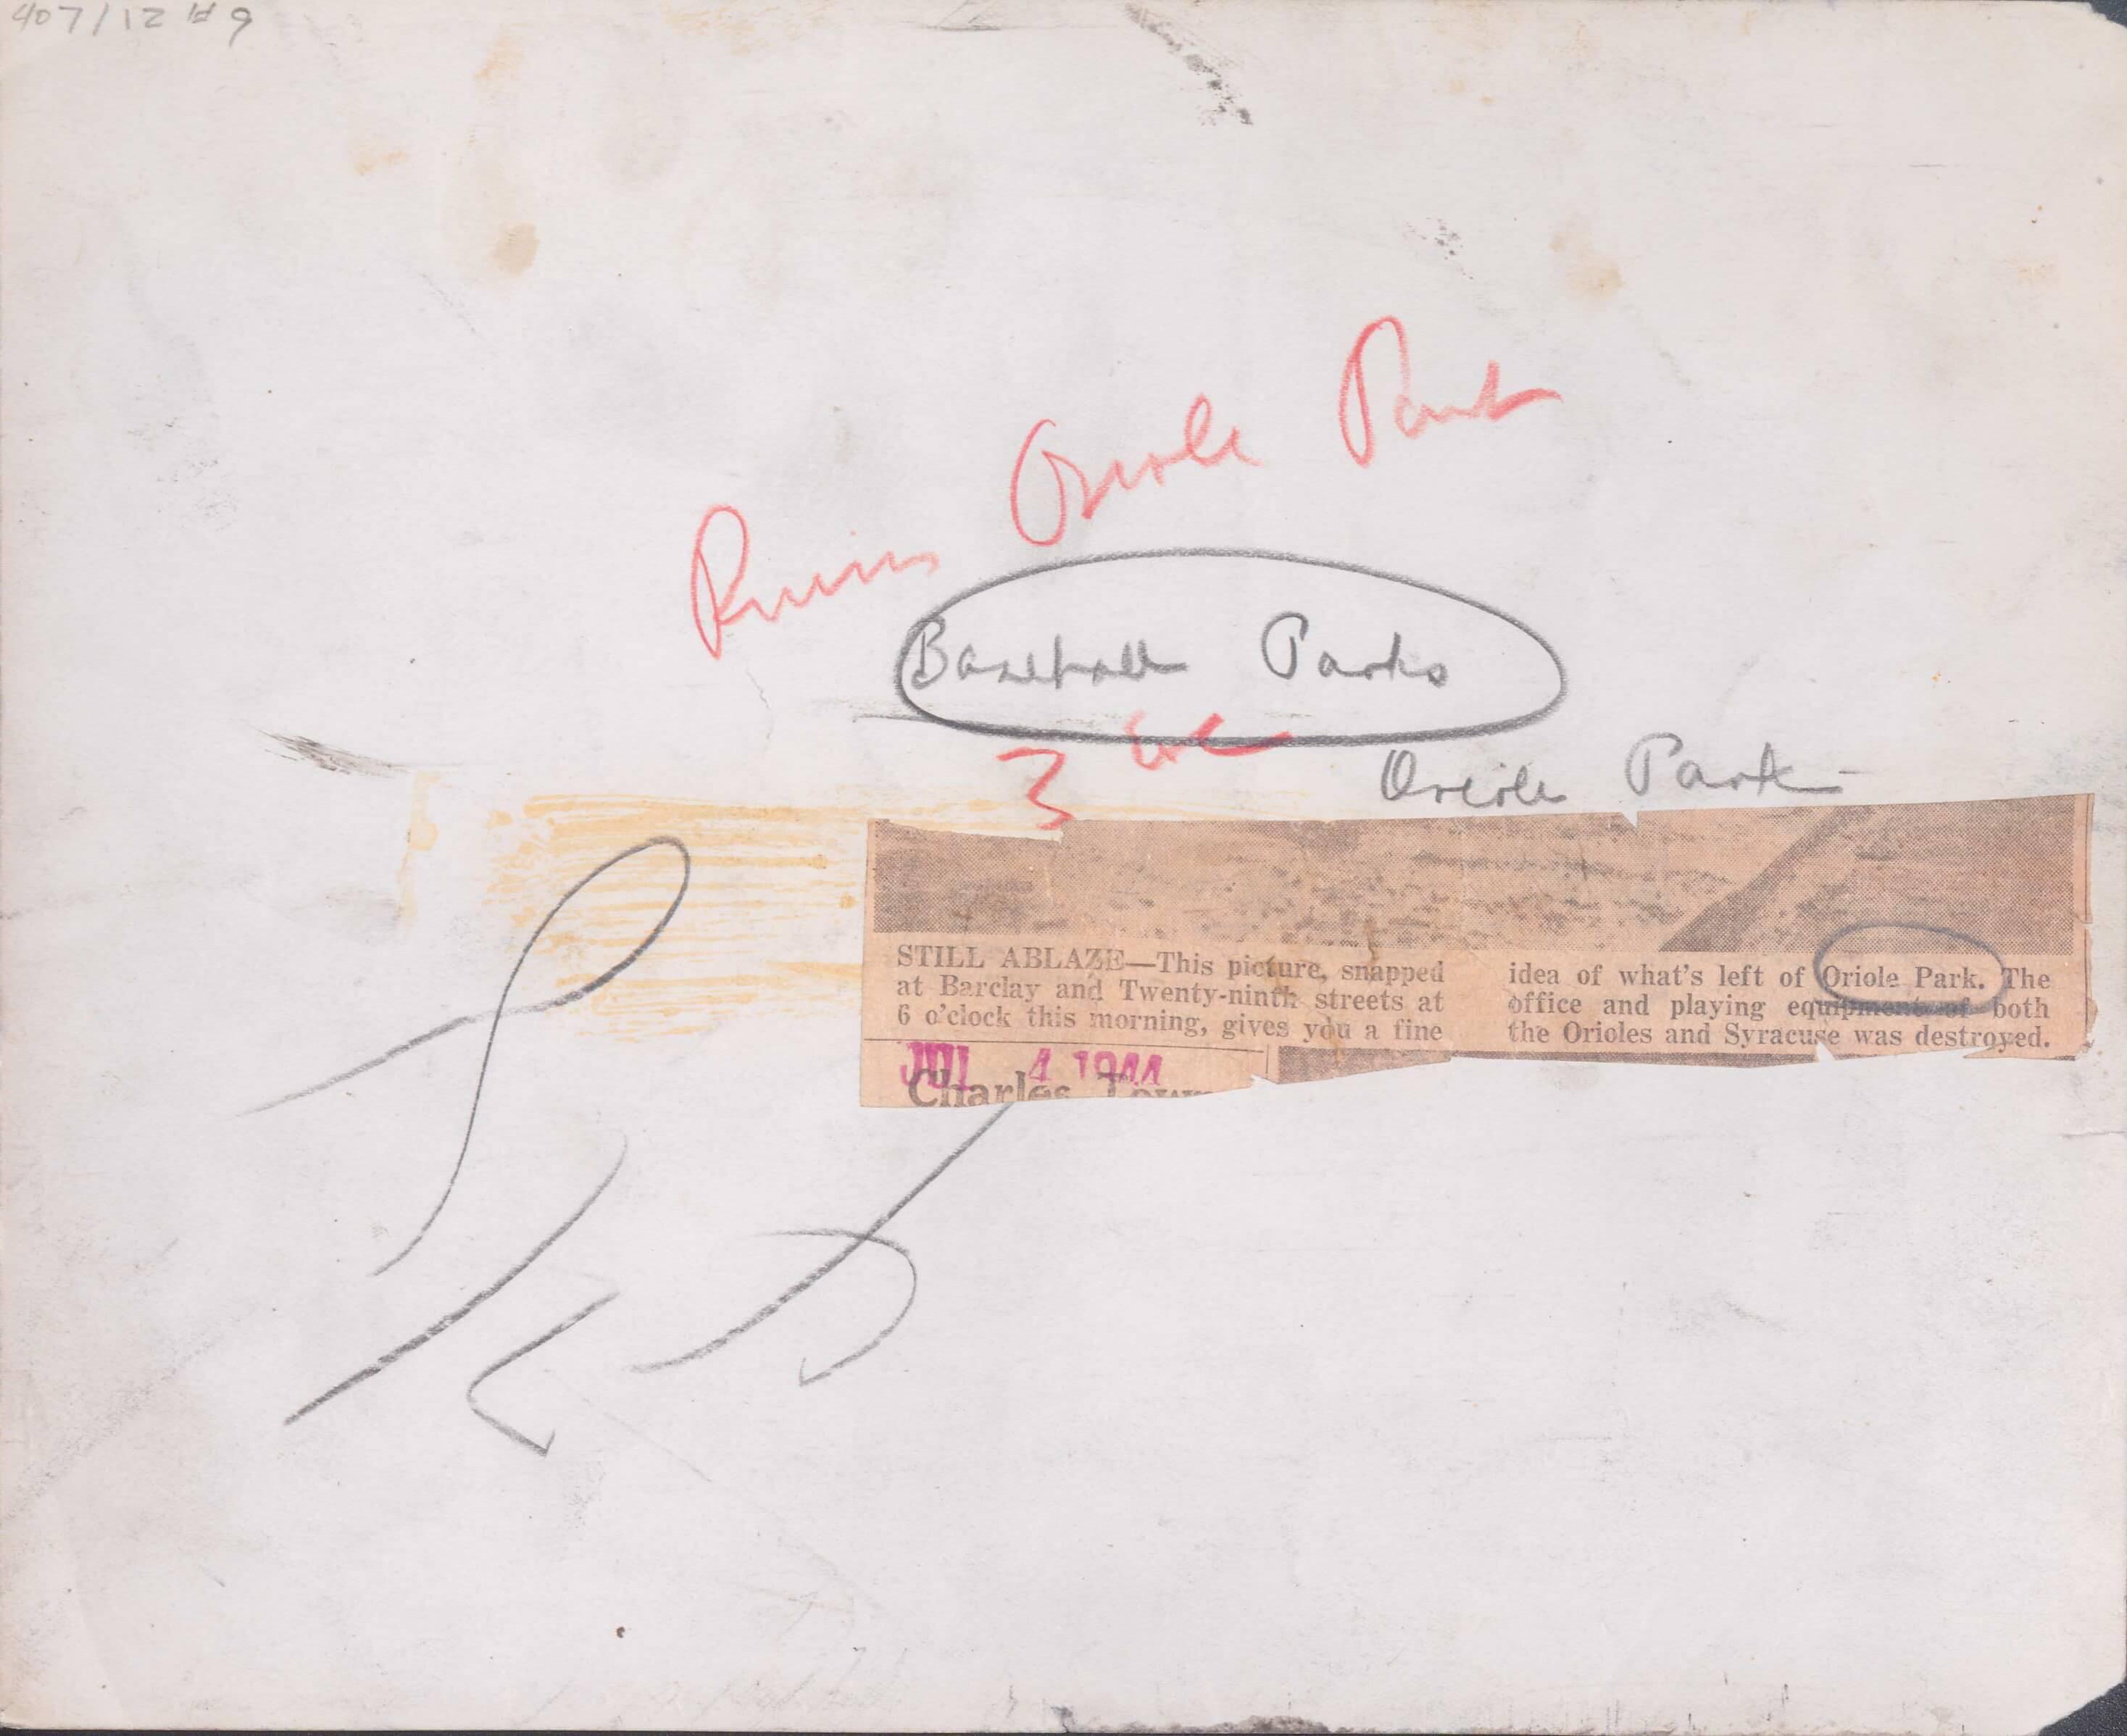 407/12 #9
Ruins Oriole Park
Baseball Parks
3
Oriole Park
STILL ABLAZE—This picture, snapped
at Barclay and Twenty-ninth streets at
6 o'clock this morning, gives you a fine
idea of what's left of Oriole Park. The
office and playing equipment of both
the Orioles and Syracuse was destroyed.
JUL 4 1944
Charles Town